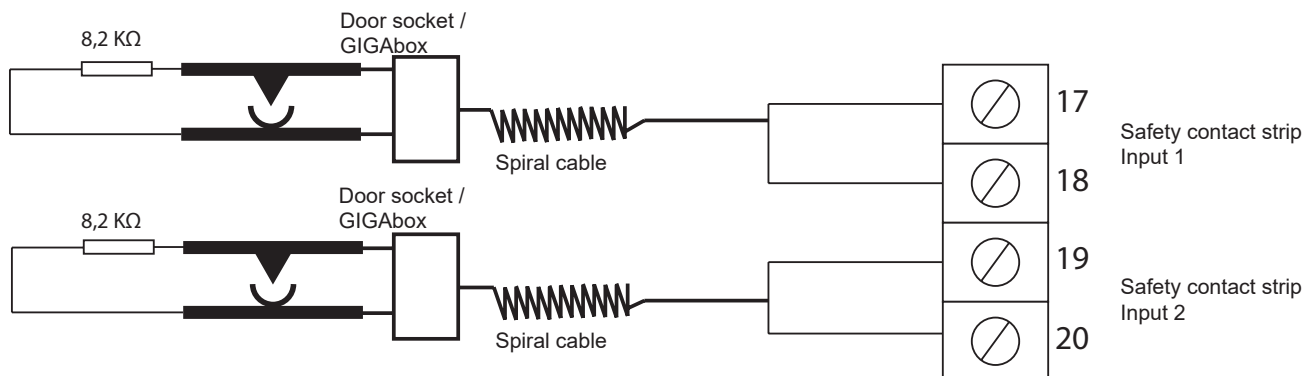 Door socket /
GIGAbox
8,2 KΩ
Spiral cable
17
18
Safety contact strip
Input 1
Door socket /
GIGAbox
8,2 KΩ
Spiral cable
19
20
Safety contact strip
Input 2